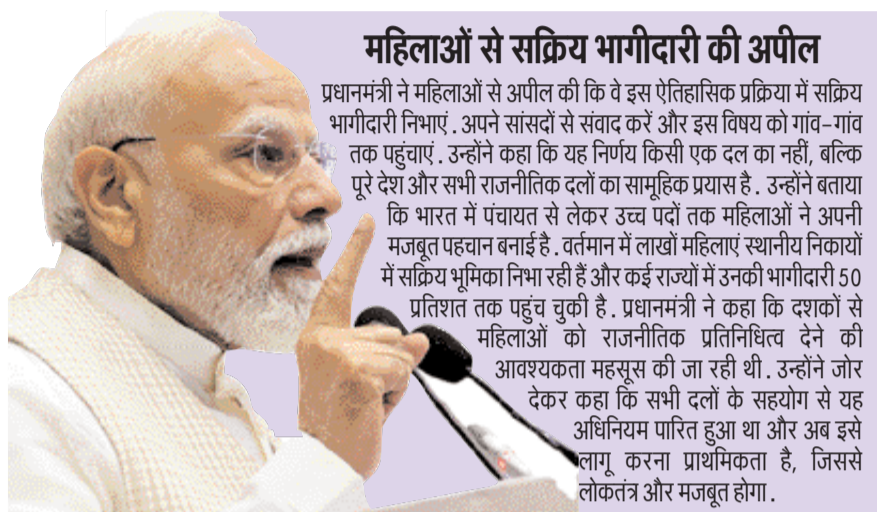 महिलाओं से सक्रिय भागीदारी की अपील
प्रधानमंत्री ने महिलाओं से अपील की कि वे इस ऐतिहासिक प्रक्रिया में सक्रिय
भागीदारी निभाएं. अपने सांसदों से संवाद करें और इस विषय को गांव-गांव
तक पहुंचाएं. उन्होंने कहा कि यह निर्णय किसी एक दल का नहीं, बल्कि
पूरे देश और सभी राजनीतिक दलों का सामूहिक प्रयास है. उन्होंने बताया
कि भारत में पंचायत से लेकर उच्च पदों तक महिलाओं ने अपनी
मजबूत पहचान बनाई है. वर्तमान में लाखों महिलाएं स्थानीय निकायों
में सक्रिय भूमिका निभा रही हैं और कई राज्यों में उनकी भागीदारी 50
प्रतिशत तक पहुंच चुकी है. प्रधानमंत्री ने कहा कि दशकों से
महिलाओं को राजनीतिक प्रतिनिधित्व देने की
आवश्यकता महसूस की जा रही थी. उन्होंने जोर
देकर कहा कि सभी दलों के सहयोग से यह
अधिनियम पारित हुआ था और अब इसे
लागू करना प्राथमिकता है, जिससे
लोकतंत्र और मजबूत होगा.